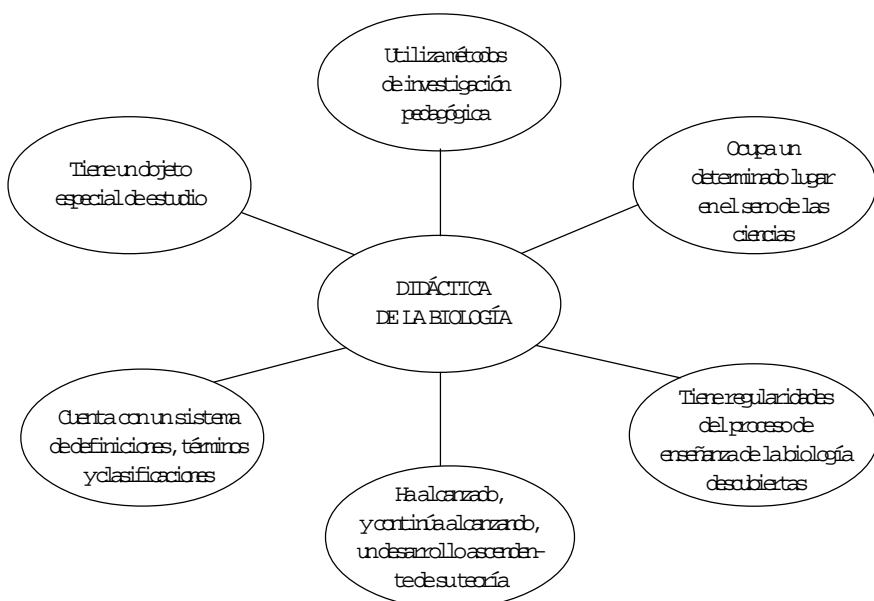 Utiliza métodos
de investigación
pedagógica
Tiene un objeto
especial de estudio
Ocupa un
determinado lugar
en el seno de las
ciencias
DIDÁCTICA
DE LA BIOLOGÍA
Cuenta con un sistema
de definiciones, términos
y clasificaciones
Tiene regularidades
del proceso de
enseñanza de la biología
descubiertas
Ha alcanzado,
y continúa alcanzando,
un desarrollo ascenden-
te de su teoría